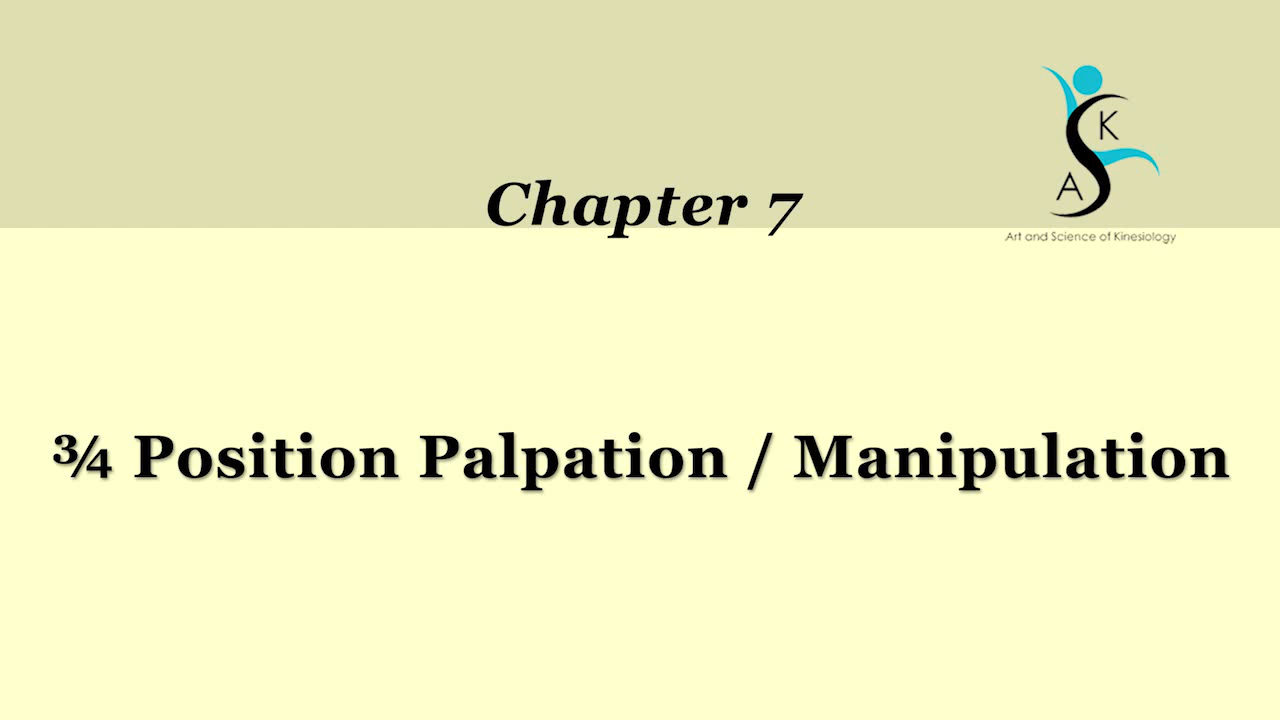 Chapter 7
K
A
Art and Science of Kinesiology
¾ Position Palpation / Manipulation